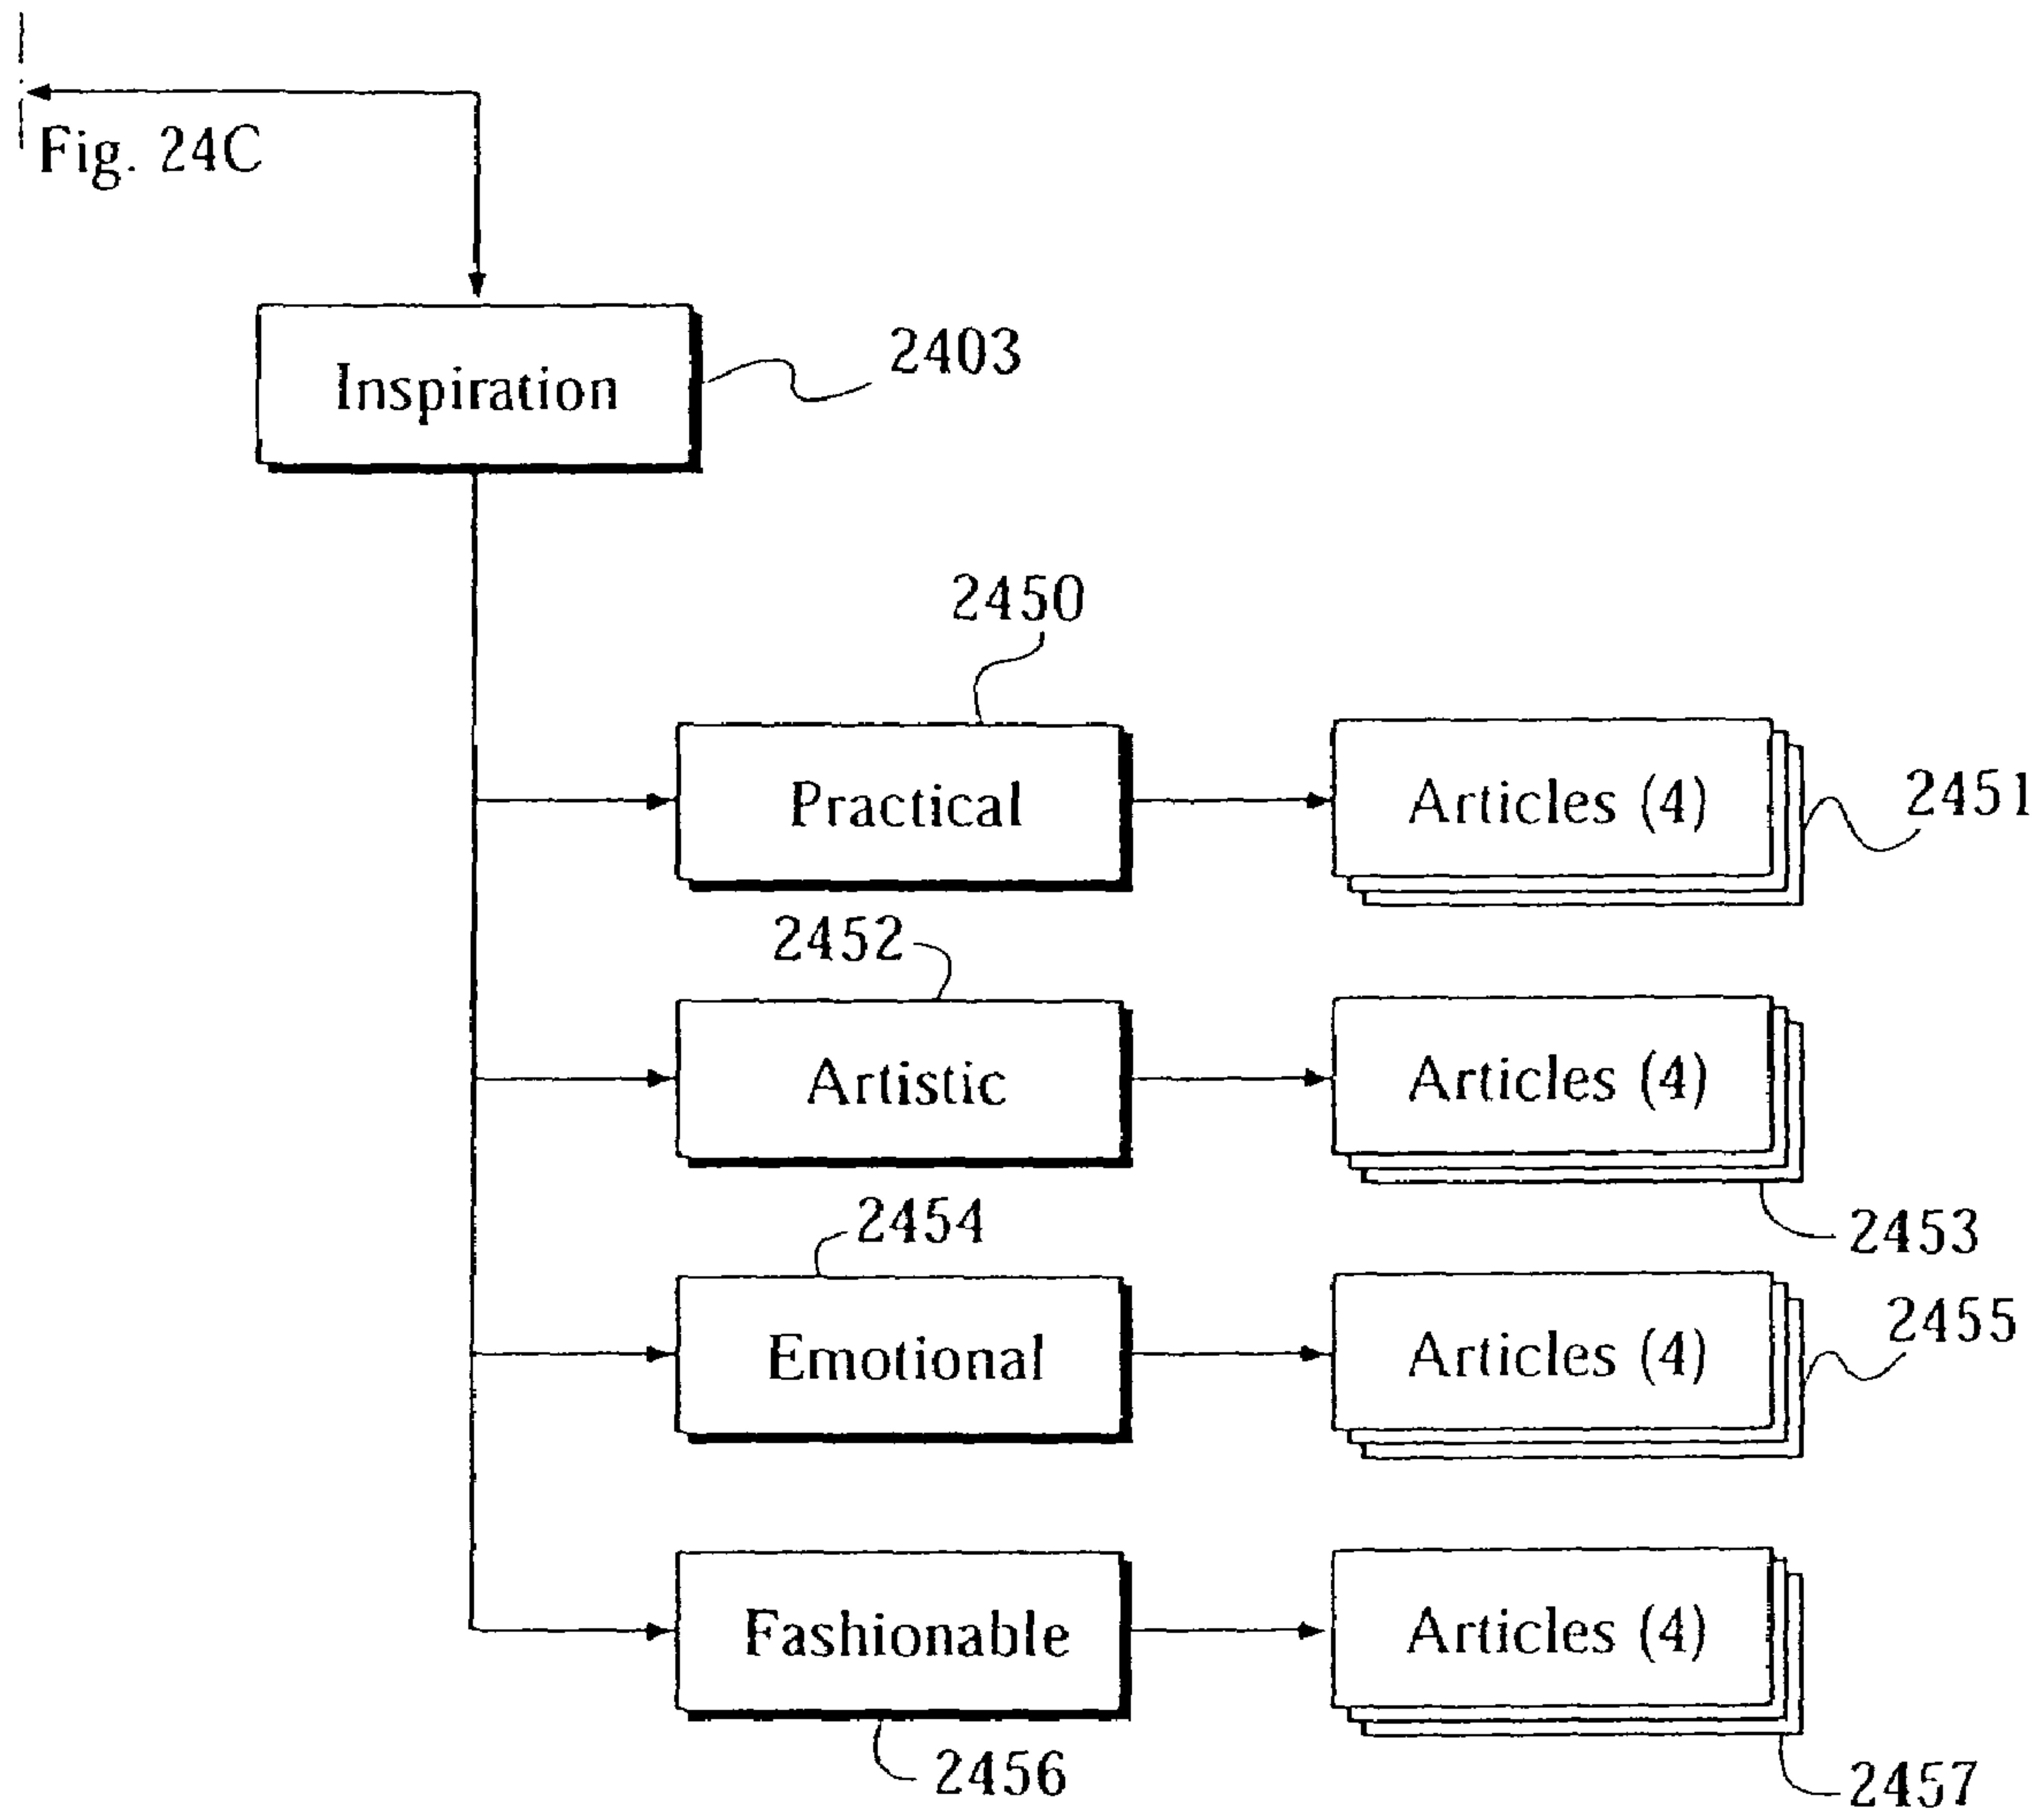 Fig. 24C
2403
Inspiration
2450
Practical
Articles (4)
2451
2452
Artistic
Articles (4)
2453
2454
Emotional
Articles (4)
2455
Fashionable
Articles (4)
2456
2457